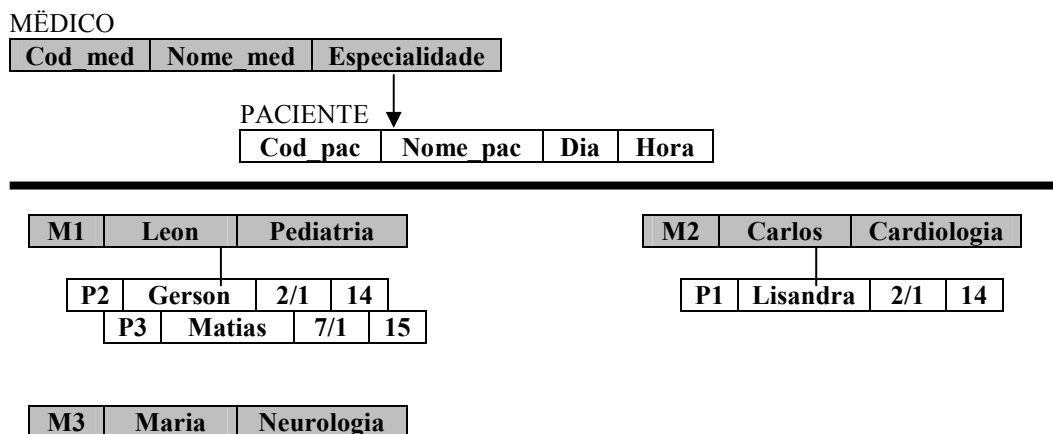 MËDICO
Cod_med Nome_med Especialidade
PACIENTE
Cod_pac Nome_pac Dia Hora
M1 Leon Pediatria
M2 Carlos Cardiologia
P2 Gerson 2/1 14
P1 Lisandra 2/1 14
P3 Matias 7/1 15
M3 Maria Neurologia